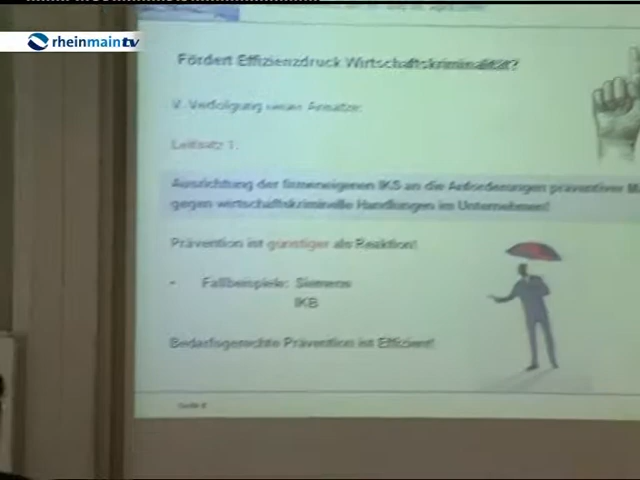 rheinmaintv
Fördert Effizienzdruck Wirtschaftskriminalität?
V. Verfolgung neuer Ansätze:
Leitsatz 1.
Ausrichtung der firmeneigenen IKS an die Anforderungen präventiver
gegen wirtschaftskriminelle Handlungen im Unternehmen!
Prävention ist günstiger als Reaktion!
- Fallbeispiele: Siemens
IKB
Bedarfsgerechte Prävention ist Effizient!